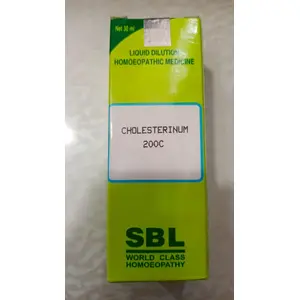 Net 30 ml
LIQUID DILUTION
HOMOEOPATHIC MEDICINE
CHOLESTERINUM
200C
SBL
WORLD CLASS
HOMOEOPATHY